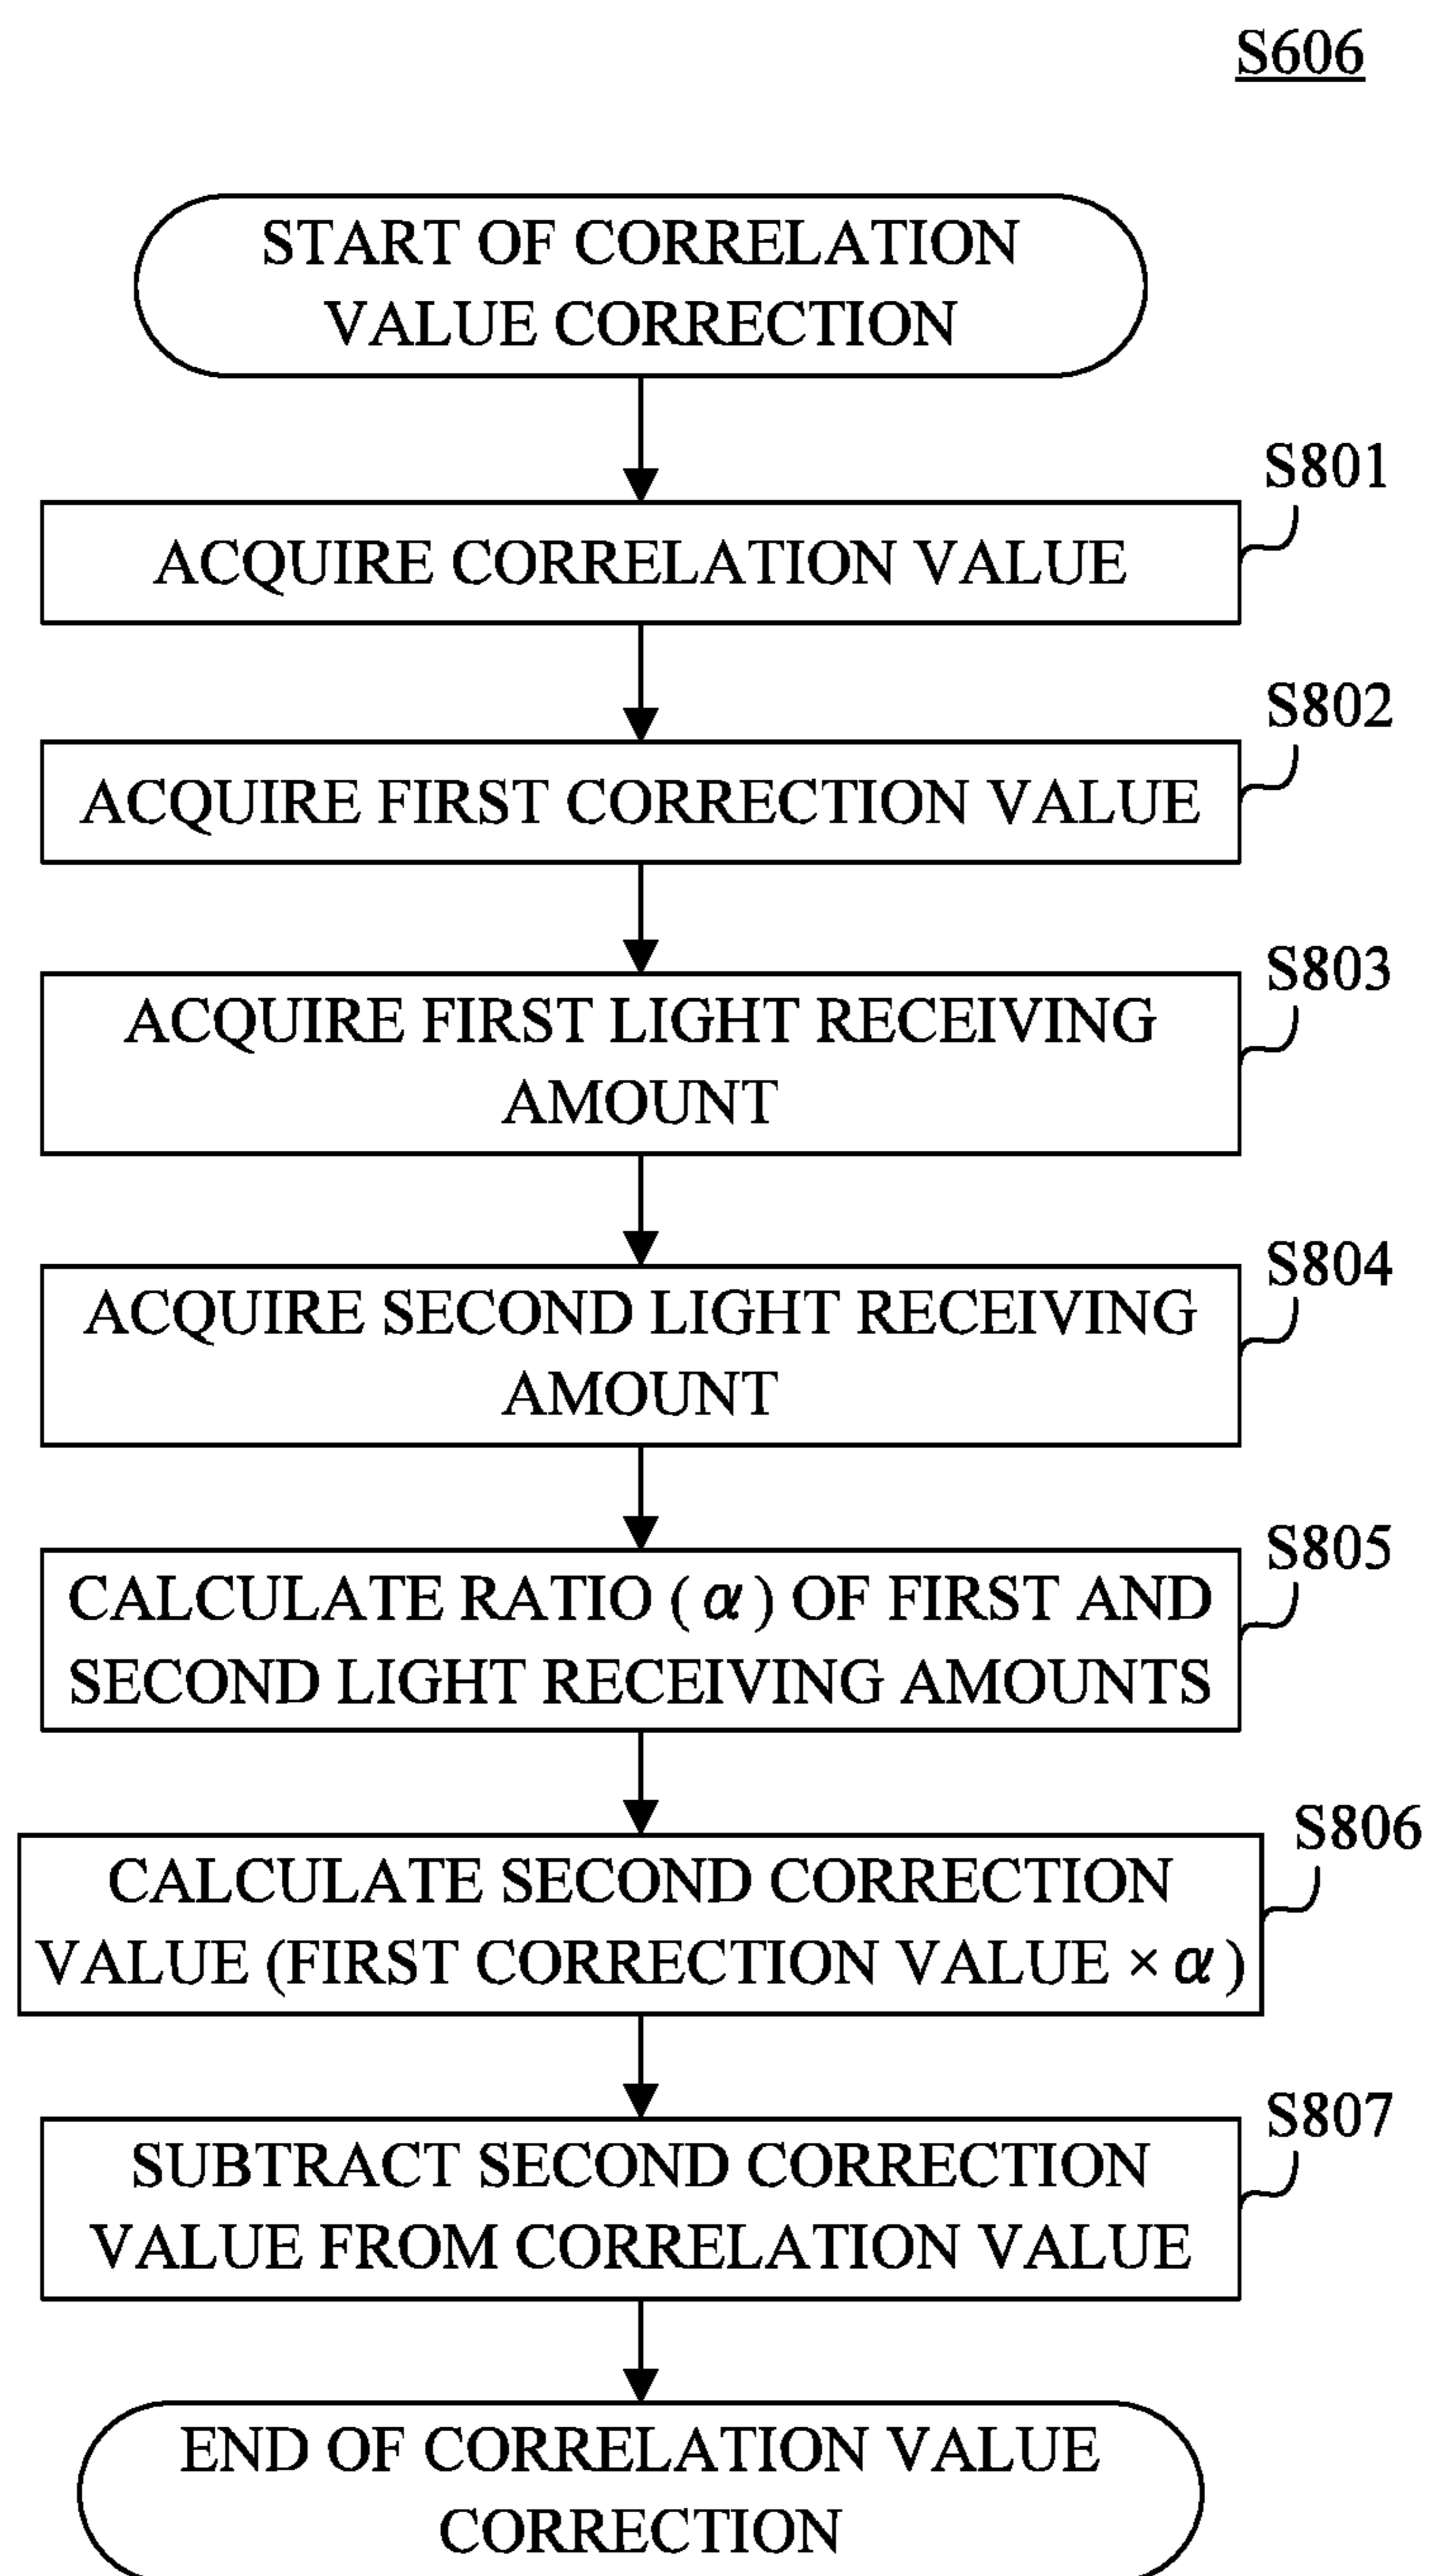 S606
START OF CORRELATION
VALUE CORRECTION
S801
ACQUIRE CORRELATION VALUE
S802
ACQUIRE FIRST CORRECTION VALUE
S803
ACQUIRE FIRST LIGHT RECEIVING
AMOUNT
S804
ACQUIRE SECOND LIGHT RECEIVING
AMOUNT
S805
CALCULATE RATIO (α) OF FIRST AND
SECOND LIGHT RECEIVING AMOUNTS
S806
CALCULATE SECOND CORRECTION
VALUE (FIRST CORRECTION VALUE × α)
S807
SUBTRACT SECOND CORRECTION
VALUE FROM CORRELATION VALUE
END OF CORRELATION VALUE
CORRECTION